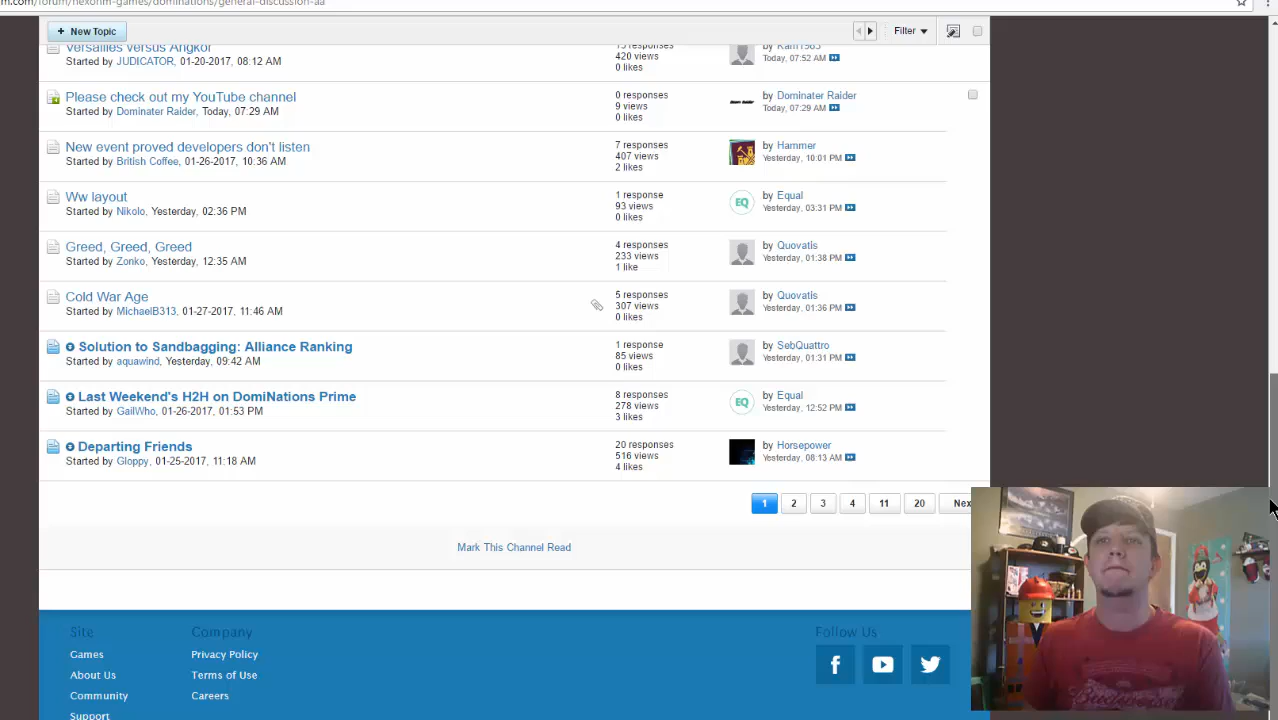 m.com/forum/nexonm-games/dominations/general-discussion-aa
+ New Topic
Filter
Versailles versus Angkor
Started by JUDICATOR, 01-20-2017, 08:12 AM
420 views
0 likes
Today, 07:52 AM
Please check out my YouTube channel
Started by Dominater Raider, Today, 07:29 AM
0 responses
9 views
0 likes
by Dominater Raider
Today, 07:29 AM
New event proved developers don't listen
Started by British Coffee, 01-26-2017, 10:36 AM
7 responses
407 views
2 likes
by Hammer
Yesterday, 10:01 PM
Ww layout
Started by Nikolo, Yesterday, 02:36 PM
1 response
93 views
0 likes
EQ
by Equal
Yesterday, 03:31 PM
Greed, Greed, Greed
Started by Zonko, Yesterday, 12:35 AM
4 responses
233 views
1 like
by Quovatis
Yesterday, 01:38 PM
Cold War Age
Started by MichaelB313, 01-27-2017, 11:46 AM
5 responses
307 views
0 likes
by Quovatis
Yesterday, 01:36 PM
Solution to Sandbagging: Alliance Ranking
Started by aquawind, Yesterday, 09:42 AM
1 response
85 views
0 likes
by SebQuattro
Yesterday, 01:31 PM
Last Weekend's H2H on DomiNations Prime
Started by GailWho, 01-26-2017, 01:53 PM
8 responses
278 views
3 likes
EQ
by Equal
Yesterday, 12:52 PM
Departing Friends
Started by Gloppy, 01-25-2017, 11:18 AM
20 responses
516 views
4 likes
by Horsepower
Yesterday, 08:13 AM
1 2 3 4 11 20 Nex
Mark This Channel Read
Site
Games
About Us
Community
Support
Company
Privacy Policy
Terms of Use
Careers
Follow Us